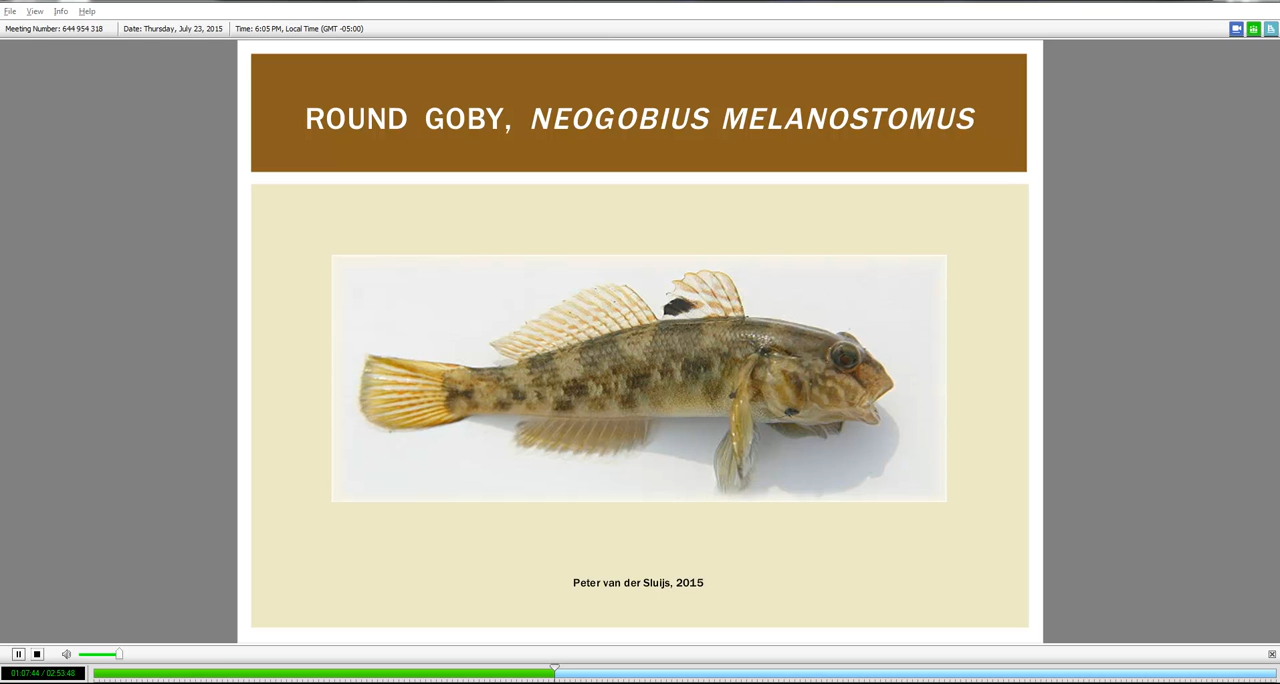 File View Info Help
Meeting Number: 644 954 318 Date: Thursday, July 23, 2015 Time: 6:05 PM, Local Time (GMT -05:00)
ROUND GOBY, NEOGOBIUS MELANOSTOMUS
Peter van der Sluijs, 2015
01:07:44 / 02:53:48